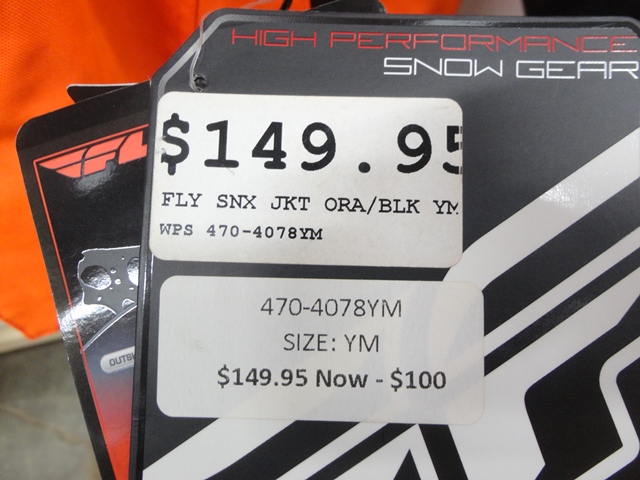 HIGH PERFORMANCE
SNOW GEAR
$149.95
FLY SNX JKT ORA/BLK YM
WPS 470-4078YM
470-4078YM
SIZE: YM
$149.95 Now - $100